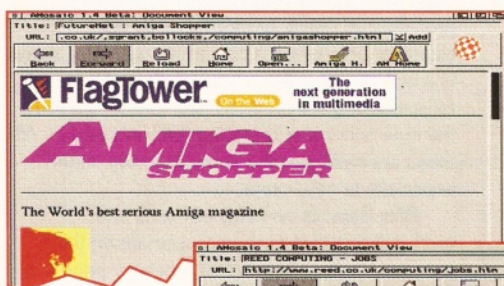 AMosaic 1.4 Beta: Document View
Title: FutureNet : Amiga Shopper
URL: .co.uk/,sgrant,bollocks,/computing/amigashopper.html Add
Back Forward Reload Home Open... Amiga H. AM Home
FlagTower On the Web The next generation in multimedia
AMIGA SHOPPER
The World's best serious Amiga magazine
AMosaic 1.4 Beta: Document View
Title: REED COMPUTING - JOBS
URL: http://www.reed.co.uk/computing/jobs.htm